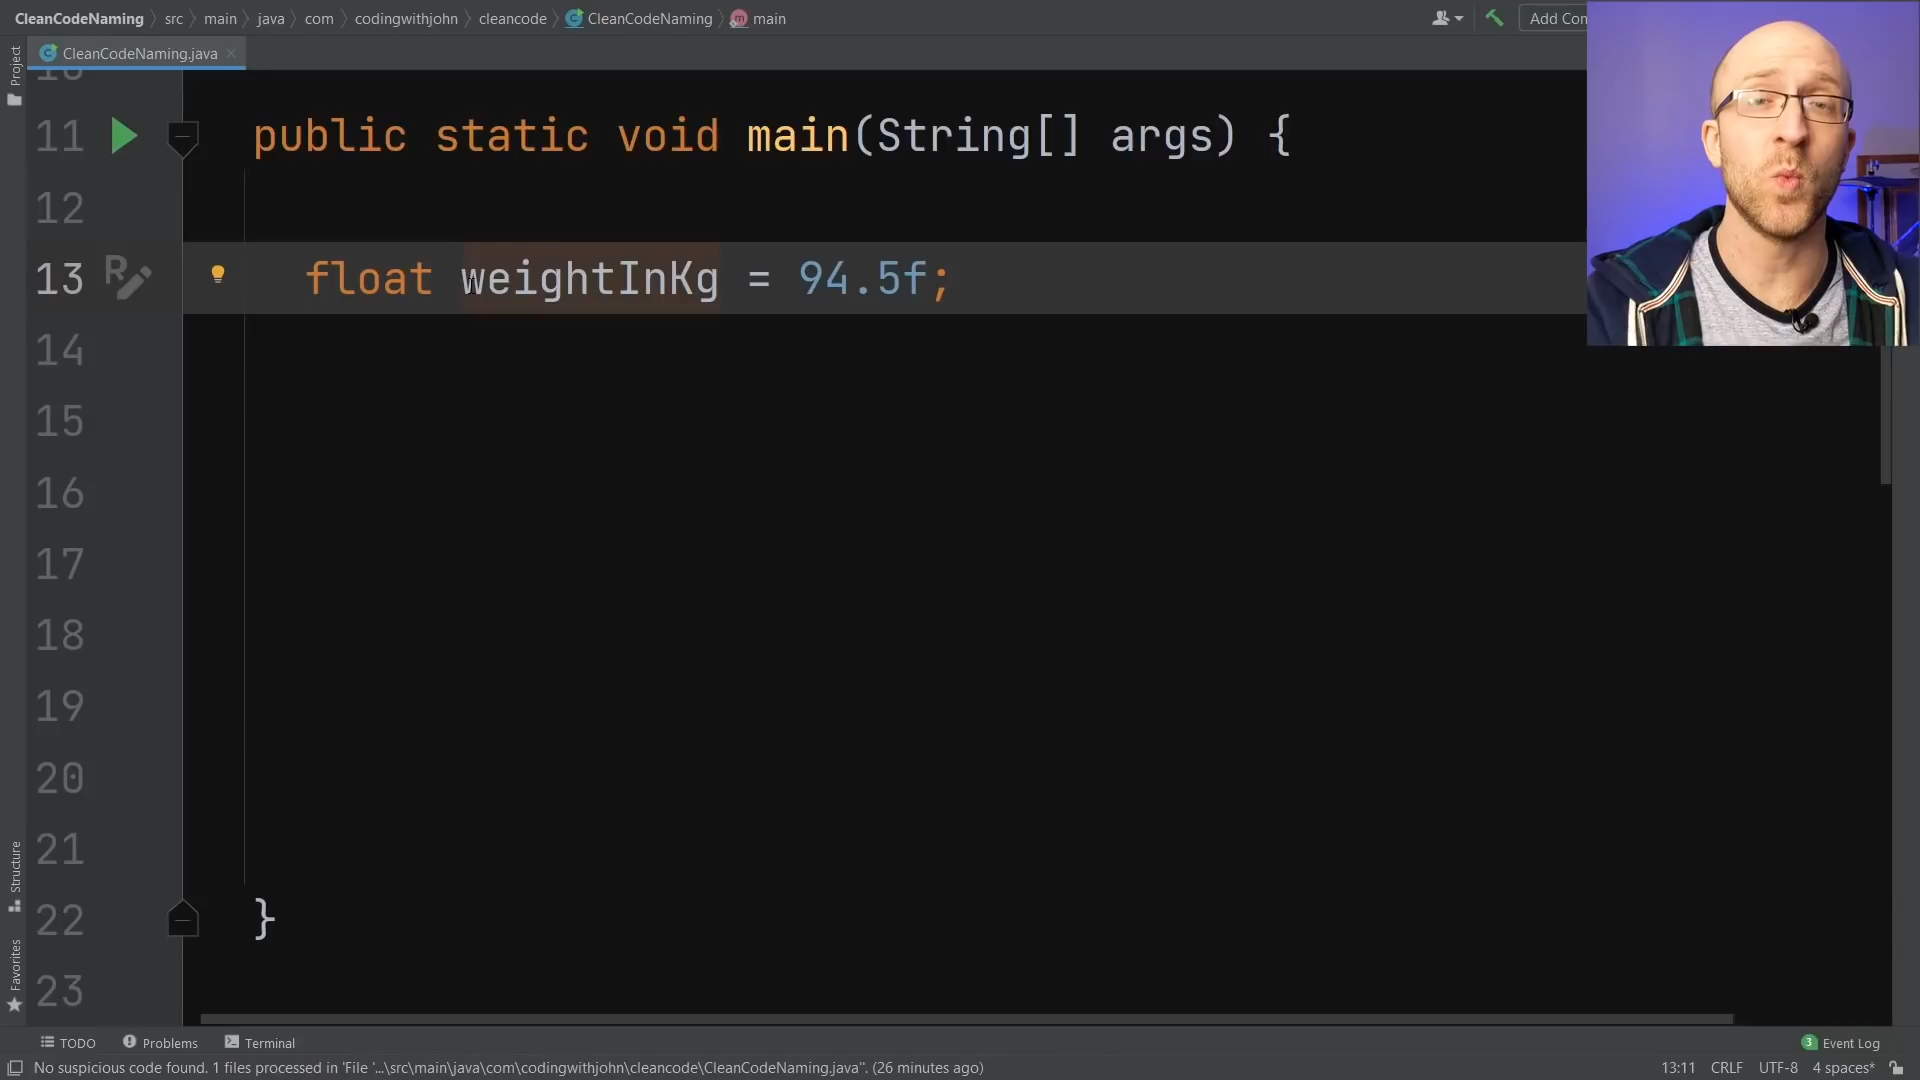 CleanCodeNaming src main java com codingwithjohn cleancode CleanCodeNaming main
Add Con
Project
CleanCodeNaming.java
11 public static void main(String[] args) {
12
13 float weightInKg = 94.5f;
14
15
16
17
18
19
20
21
22 }
23
Structure
Favorites
TODO Problems Terminal
3 Event Log
No suspicious code found. 1 files processed in 'File '...\src\main\java\com\codingwithjohn\cleancode\CleanCodeNaming.java''. (26 minutes ago)
13:11 CRLF UTF-8 4 spaces*